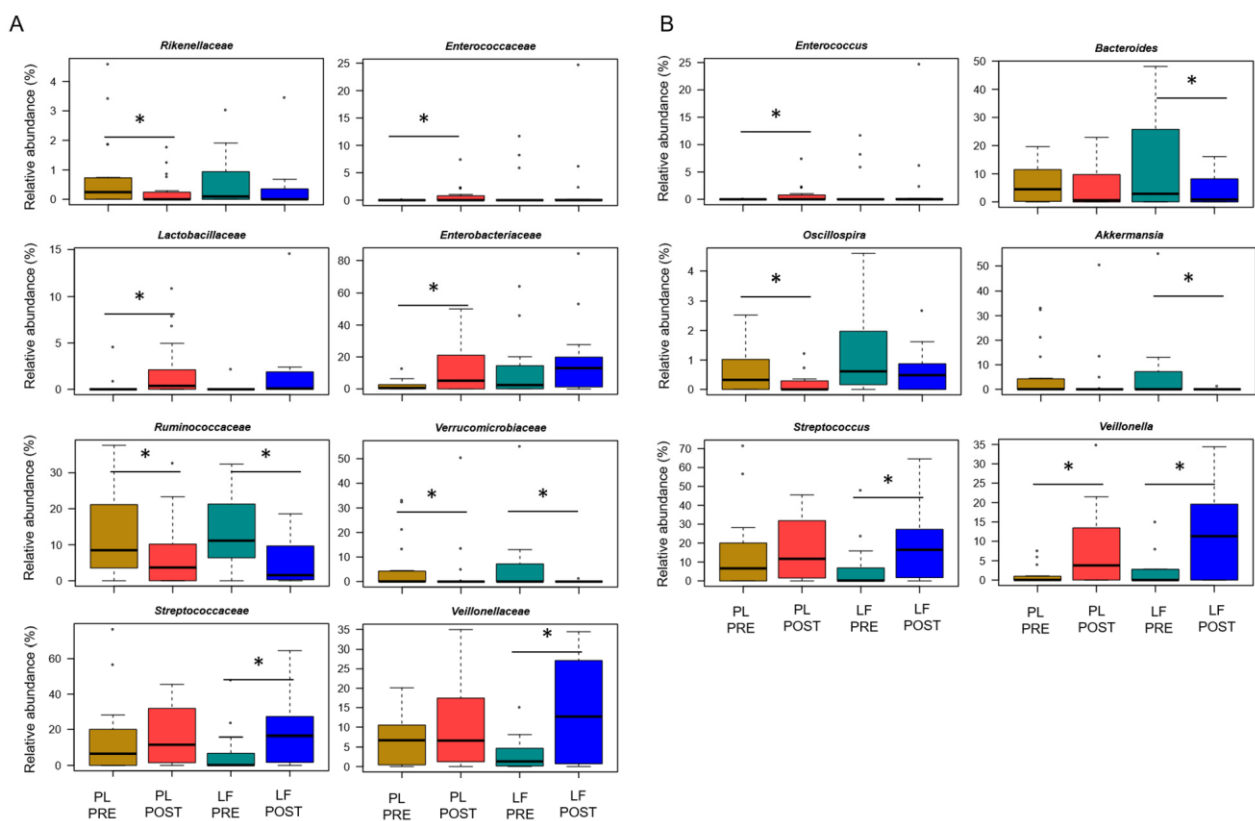 A
B
Rikenellaceae
Enterococcaceae
Enterococcus
Bacteroides
Relative abundance (%)
4
3
2
1
0
*
25
20
15
10
5
0
*
Relative abundance (%)
25
20
15
10
5
0
*
50
40
30
20
10
0
*
Lactobacillaceae
Enterobacteriaceae
Oscillospira
Akkermansia
Relative abundance (%)
15
10
5
0
*
80
60
40
20
0
*
Relative abundance (%)
4
3
2
1
0
*
50
40
30
20
10
0
*
Ruminococcaceae
Verrucomicrobiaceae
Streptococcus
Veillonella
Relative abundance (%)
30
20
10
0
*
*
50
40
30
20
10
0
*
*
Relative abundance (%)
70
60
50
40
30
20
10
0
*
35
30
25
20
15
10
5
0
*
*
PL PRE
PL POST
LF PRE
LF POST
PL PRE
PL POST
LF PRE
LF POST
Streptococcaceae
Veillonellaceae
Relative abundance (%)
60
40
20
0
*
35
30
25
20
15
10
5
0
*
PL PRE
PL POST
LF PRE
LF POST
PL PRE
PL POST
LF PRE
LF POST